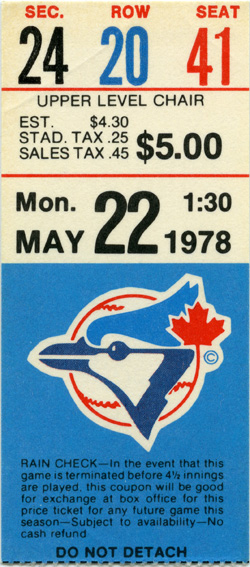 SEC. ROW SEAT
24 20 41
UPPER LEVEL CHAIR
EST. $4.30
STAD. TAX .25
SALES TAX .45 $5.00
Mon. 22 1:30
MAY 1978
©
RAIN CHECK—In the event that this
game is terminated before 4½ innings
are played, this coupon will be good
for exchange at box office for this
price ticket for any future game this
season—Subject to availability—No
cash refund
DO NOT DETACH